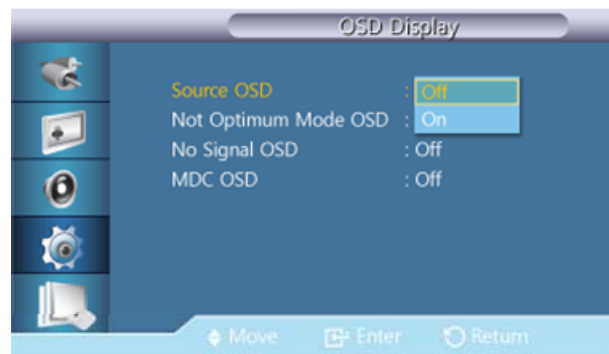 OSD Display
Source OSD : Off
Not Optimum Mode OSD : On
No Signal OSD : Off
MDC OSD : Off
Move Enter Return